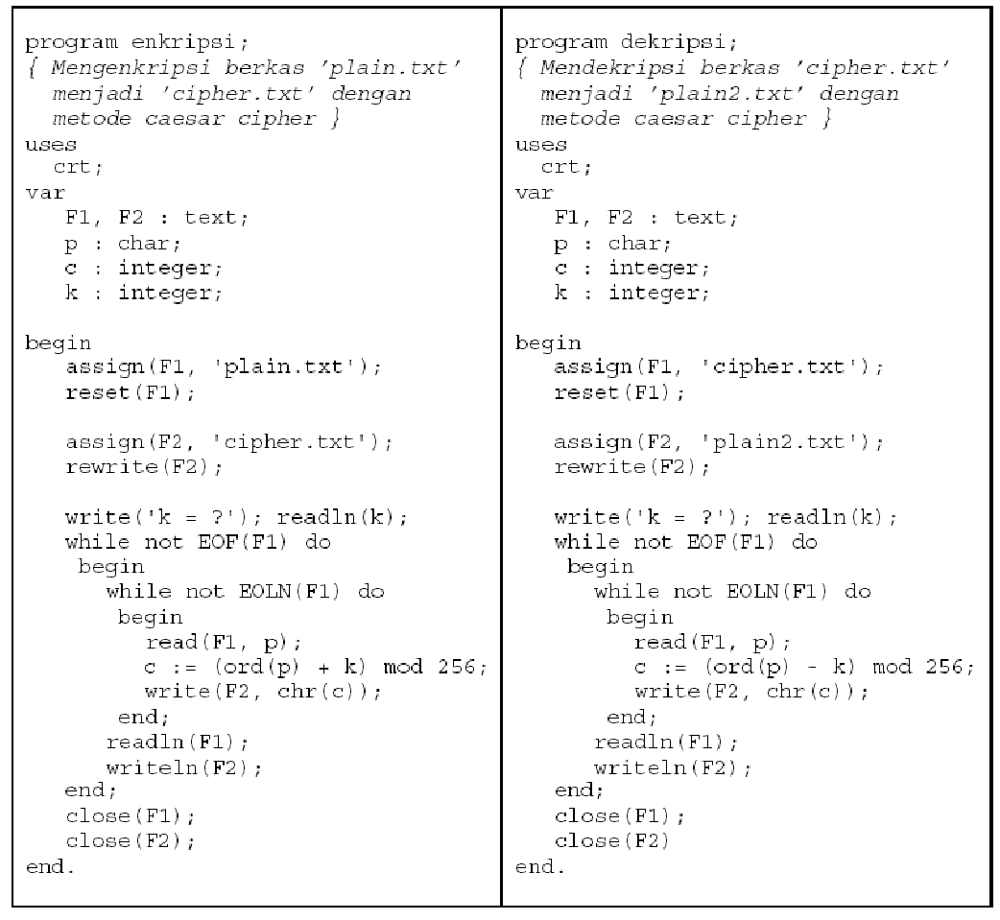 program enkripsi;
{ Mengenkripsi berkas 'plain.txt'
  menjadi 'cipher.txt' dengan
  metode caesar cipher }
uses
  crt;
var
   F1, F2 : text;
   p : char;
   c : integer;
   k : integer;

begin
   assign(F1, 'plain.txt');
   reset(F1);

   assign(F2, 'cipher.txt');
   rewrite(F2);

   write('k = ?'); readln(k);
   while not EOF(F1) do
    begin
      while not EOLN(F1) do
       begin
         read(F1, p);
         c := (ord(p) + k) mod 256;
         write(F2, chr(c));
       end;
      readln(F1);
      writeln(F2);
   end;
   close(F1);
   close(F2);
end.

program dekripsi;
{ Mendekripsi berkas 'cipher.txt'
  menjadi 'plain2.txt' dengan
  metode caesar cipher }
uses
  crt;
var
   F1, F2 : text;
   p : char;
   c : integer;
   k : integer;

begin
   assign(F1, 'cipher.txt');
   reset(F1);

   assign(F2, 'plain2.txt');
   rewrite(F2);

   write('k = ?'); readln(k);
   while not EOF(F1) do
    begin
      while not EOLN(F1) do
       begin
         read(F1, p);
         c := (ord(p) - k) mod 256;
         write(F2, chr(c));
       end;
      readln(F1);
      writeln(F2);
   end;
   close(F1);
   close(F2)
end.